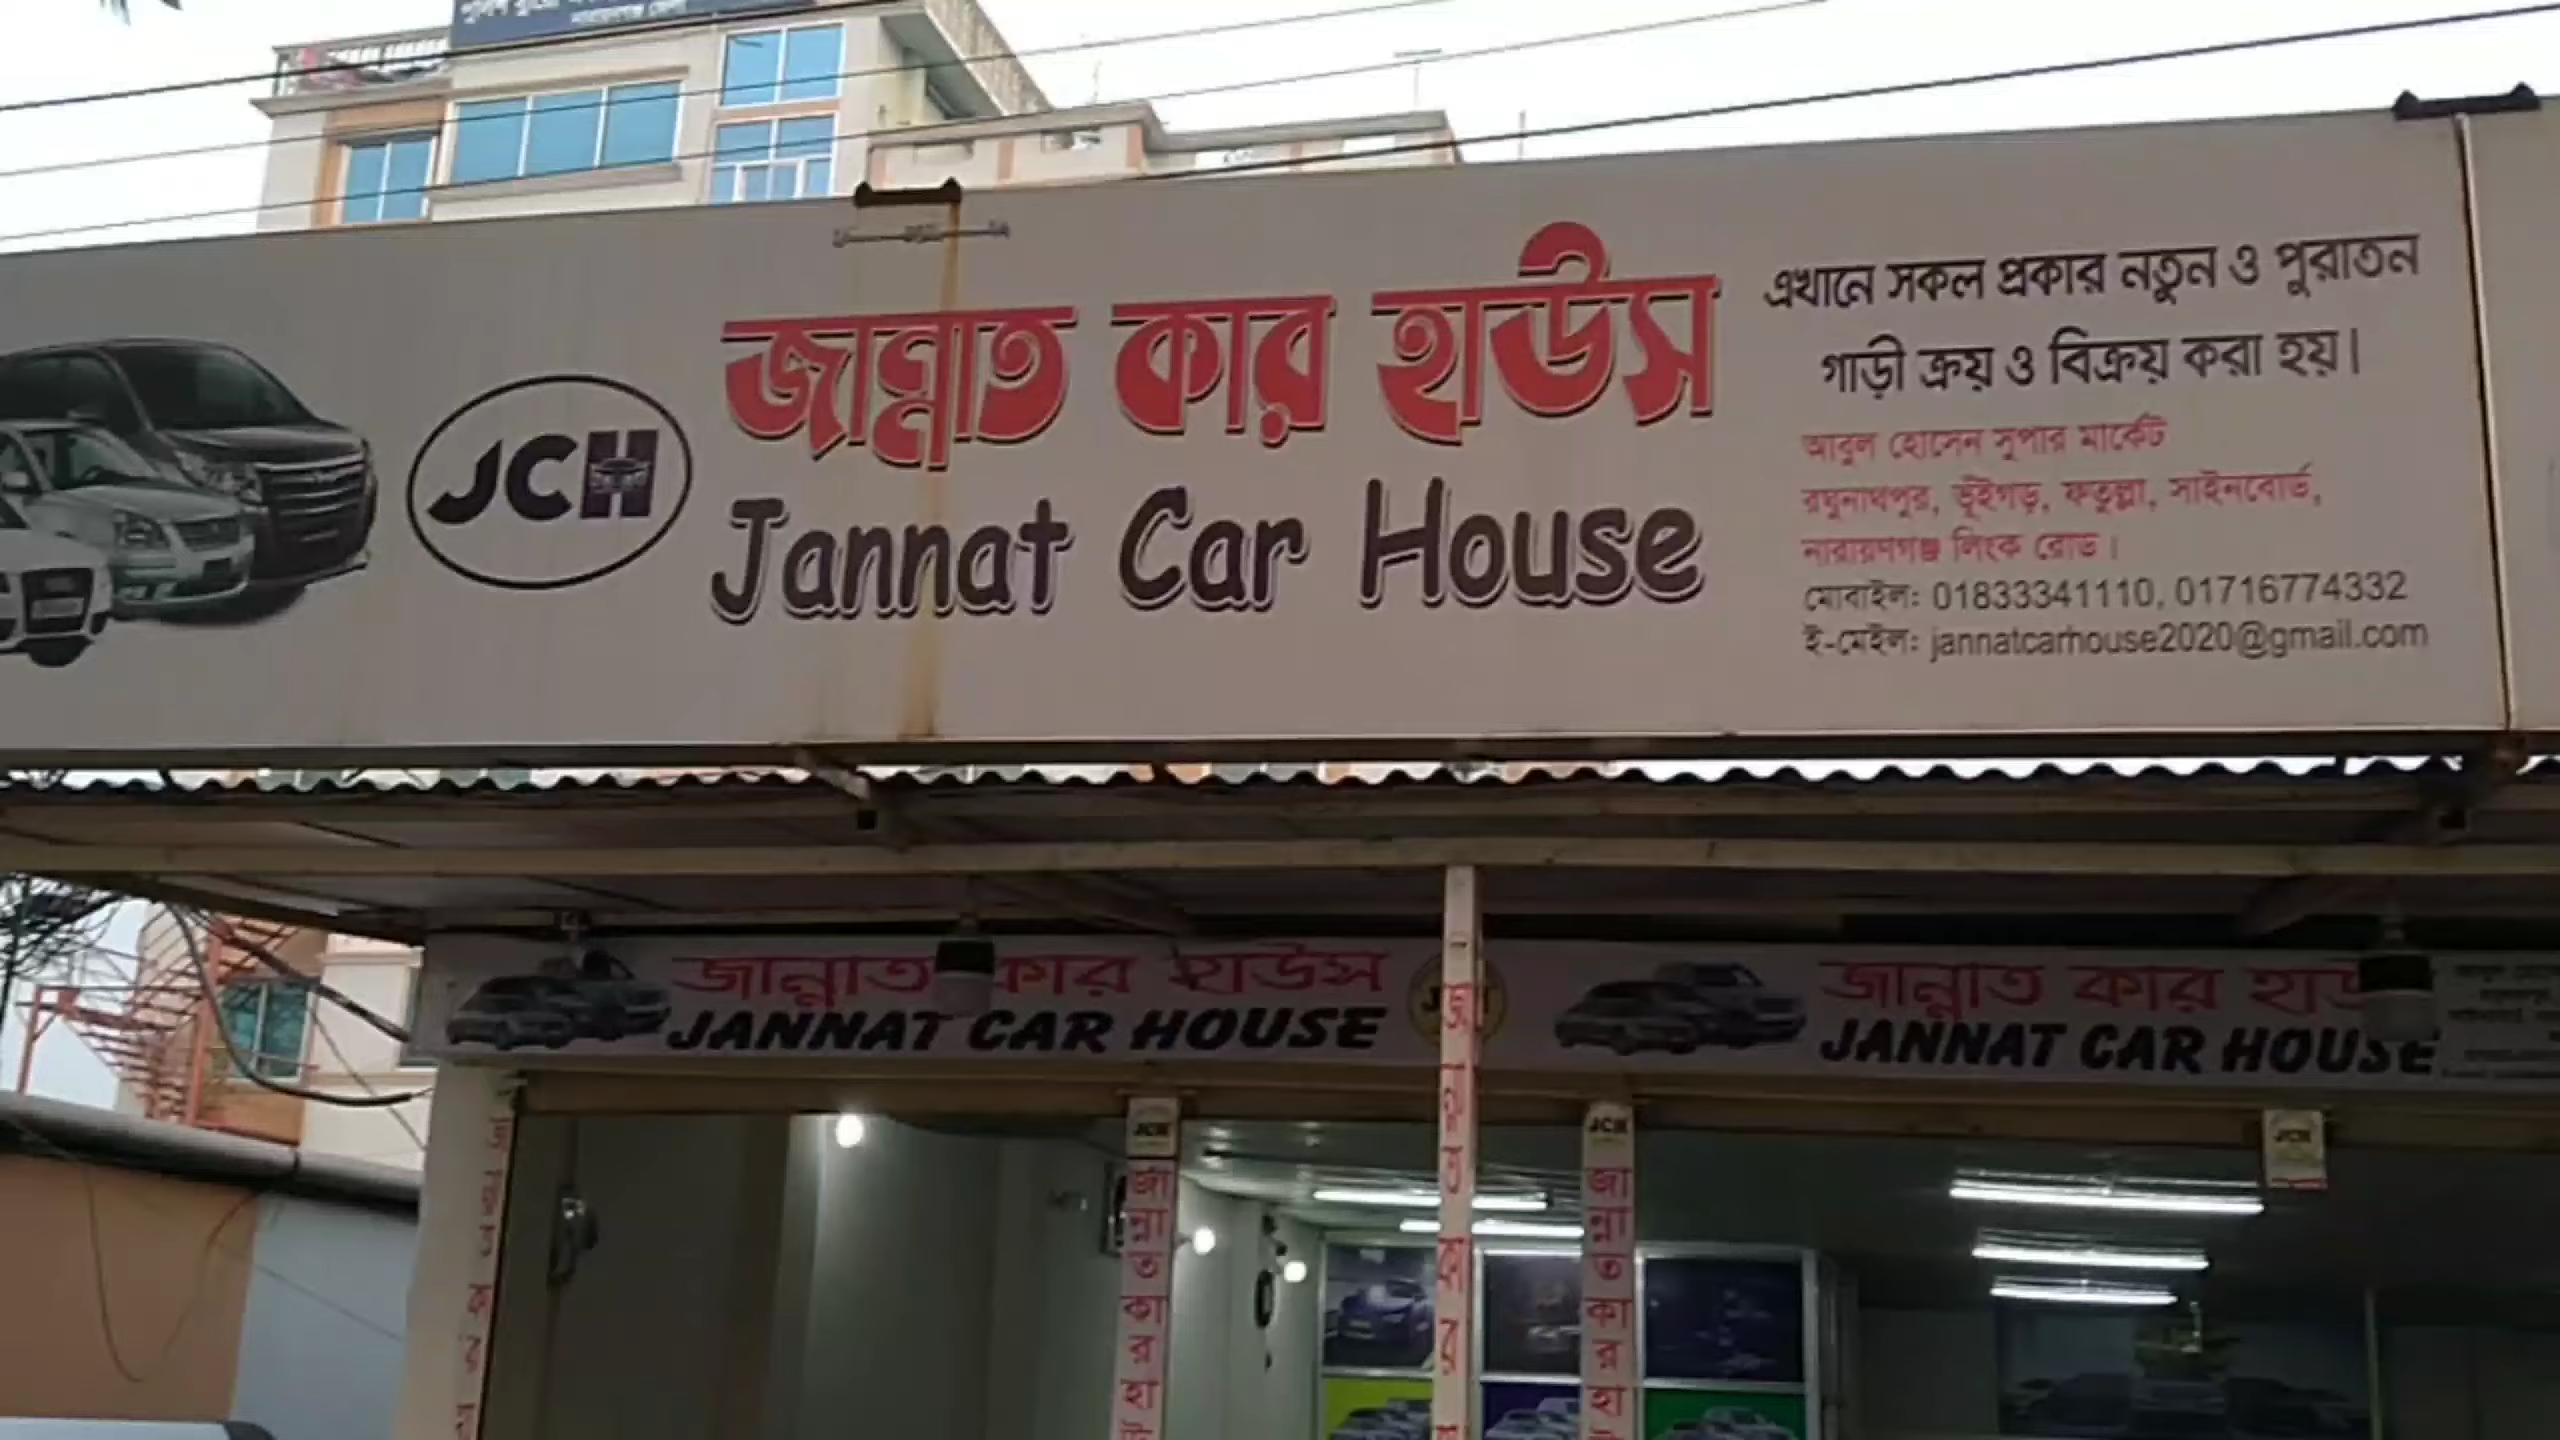 নারায়ণগঞ্জ জেলা
JCH
জান্নাত কার হাউস
Jannat Car House
এখানে সকল প্রকার নতুন ও পুরাতন
গাড়ী ক্রয় ও বিক্রয় করা হয়।
আবুল হোসেন সুপার মার্কেট
রঘুনাথপুর, ভূঁইগড়, ফতুল্লা, সাইনবোর্ড,
নারায়ণগঞ্জ লিংক রোড।
মোবাইল: 01833341110, 01716774332
ই-মেইল: jannatcarhouse2020@gmail.com
জান্নাত কার হাউস
JANNAT CAR HOUSE
জান্নাত কার
JANNAT CAR HOUSE
JCH
জান্নাত কার হা
জান্নাত কার
JCH
জান্নাত কার হা
JCH